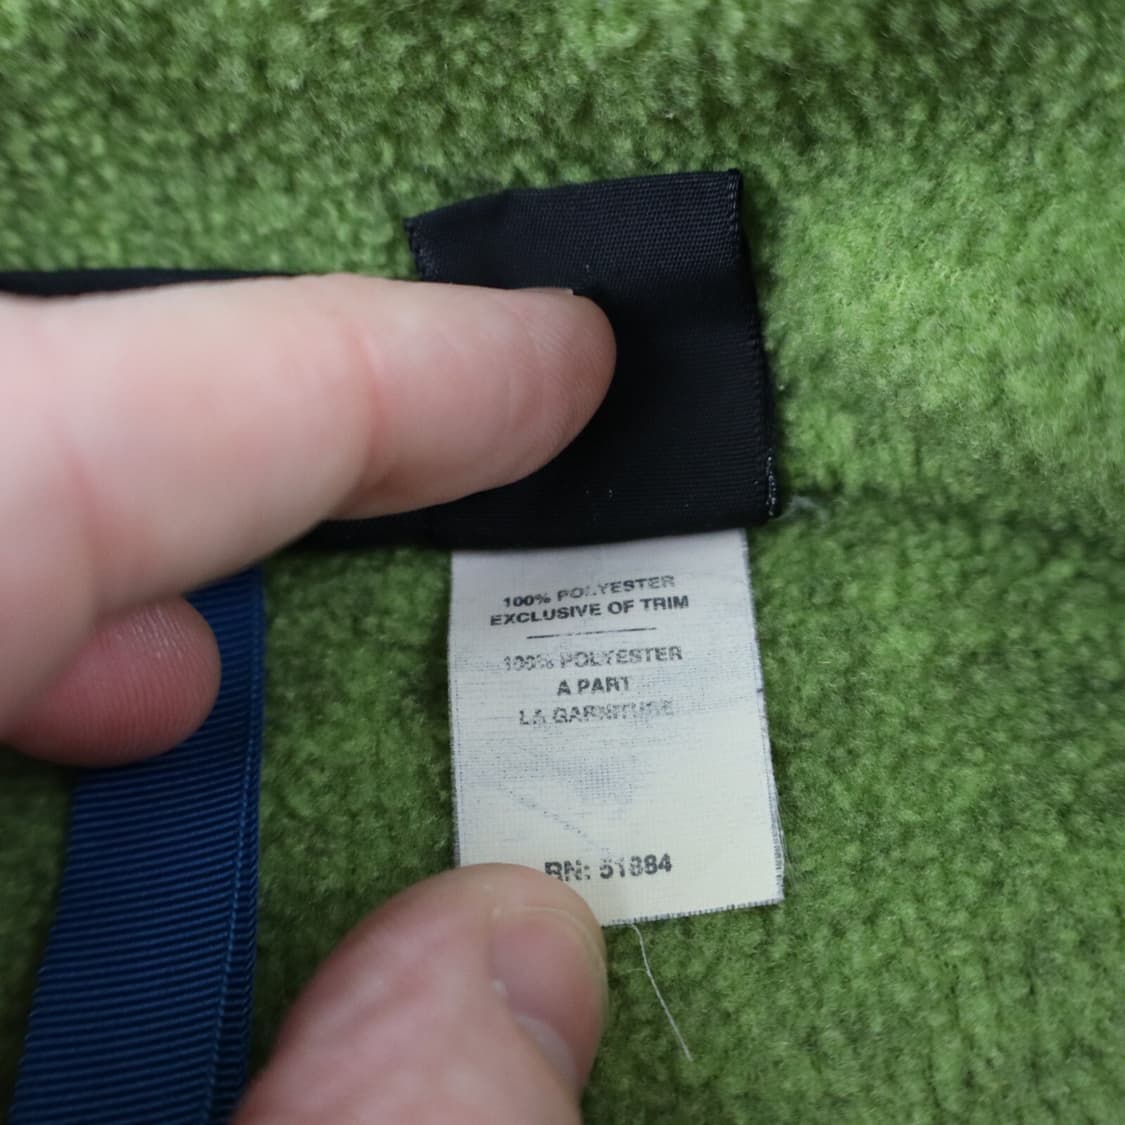 100% POLYESTER
EXCLUSIVE OF TRIM
100% POLYESTER
A PART
LA GARNITURE
RN: 51884